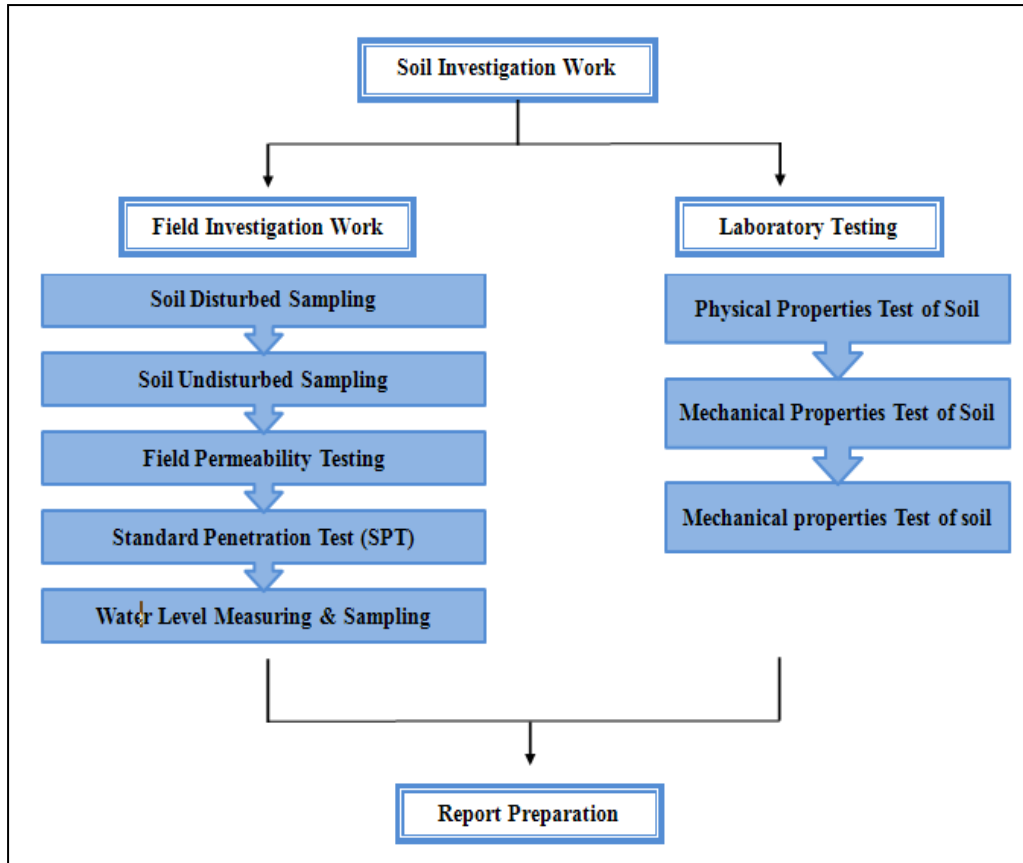 Soil Investigation Work
Field Investigation Work
Laboratory Testing
Soil Disturbed Sampling
Soil Undisturbed Sampling
Field Permeability Testing
Standard Penetration Test (SPT)
Water Level Measuring & Sampling
Physical Properties Test of Soil
Mechanical Properties Test of Soil
Mechanical properties Test of soil
Report Preparation